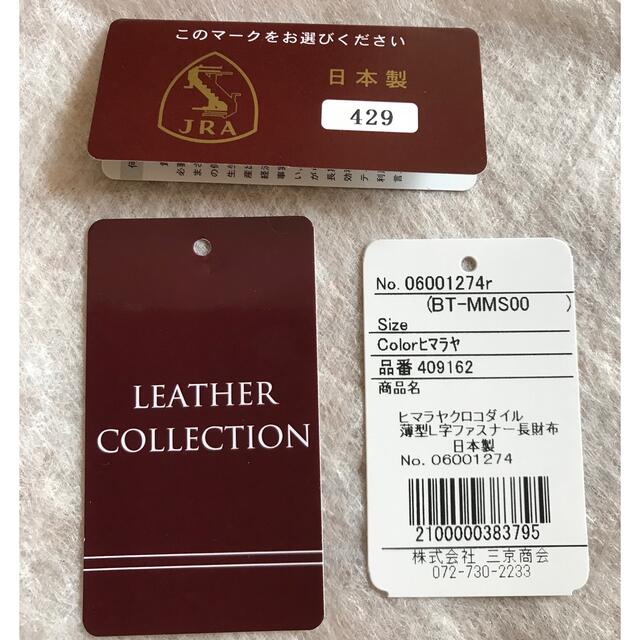 このマークをお選びください
JRA
日本製
429
LEATHER
COLLECTION
No. 06001274r
(BT-MMS00 )
Size
Colorヒマラヤ
品番 409162
商品名
ヒマラヤクロコダイル
薄型L字ファスナー長財布
日本製
No. 06001274
2100000383795
株式会社 三京商会
072-730-2233